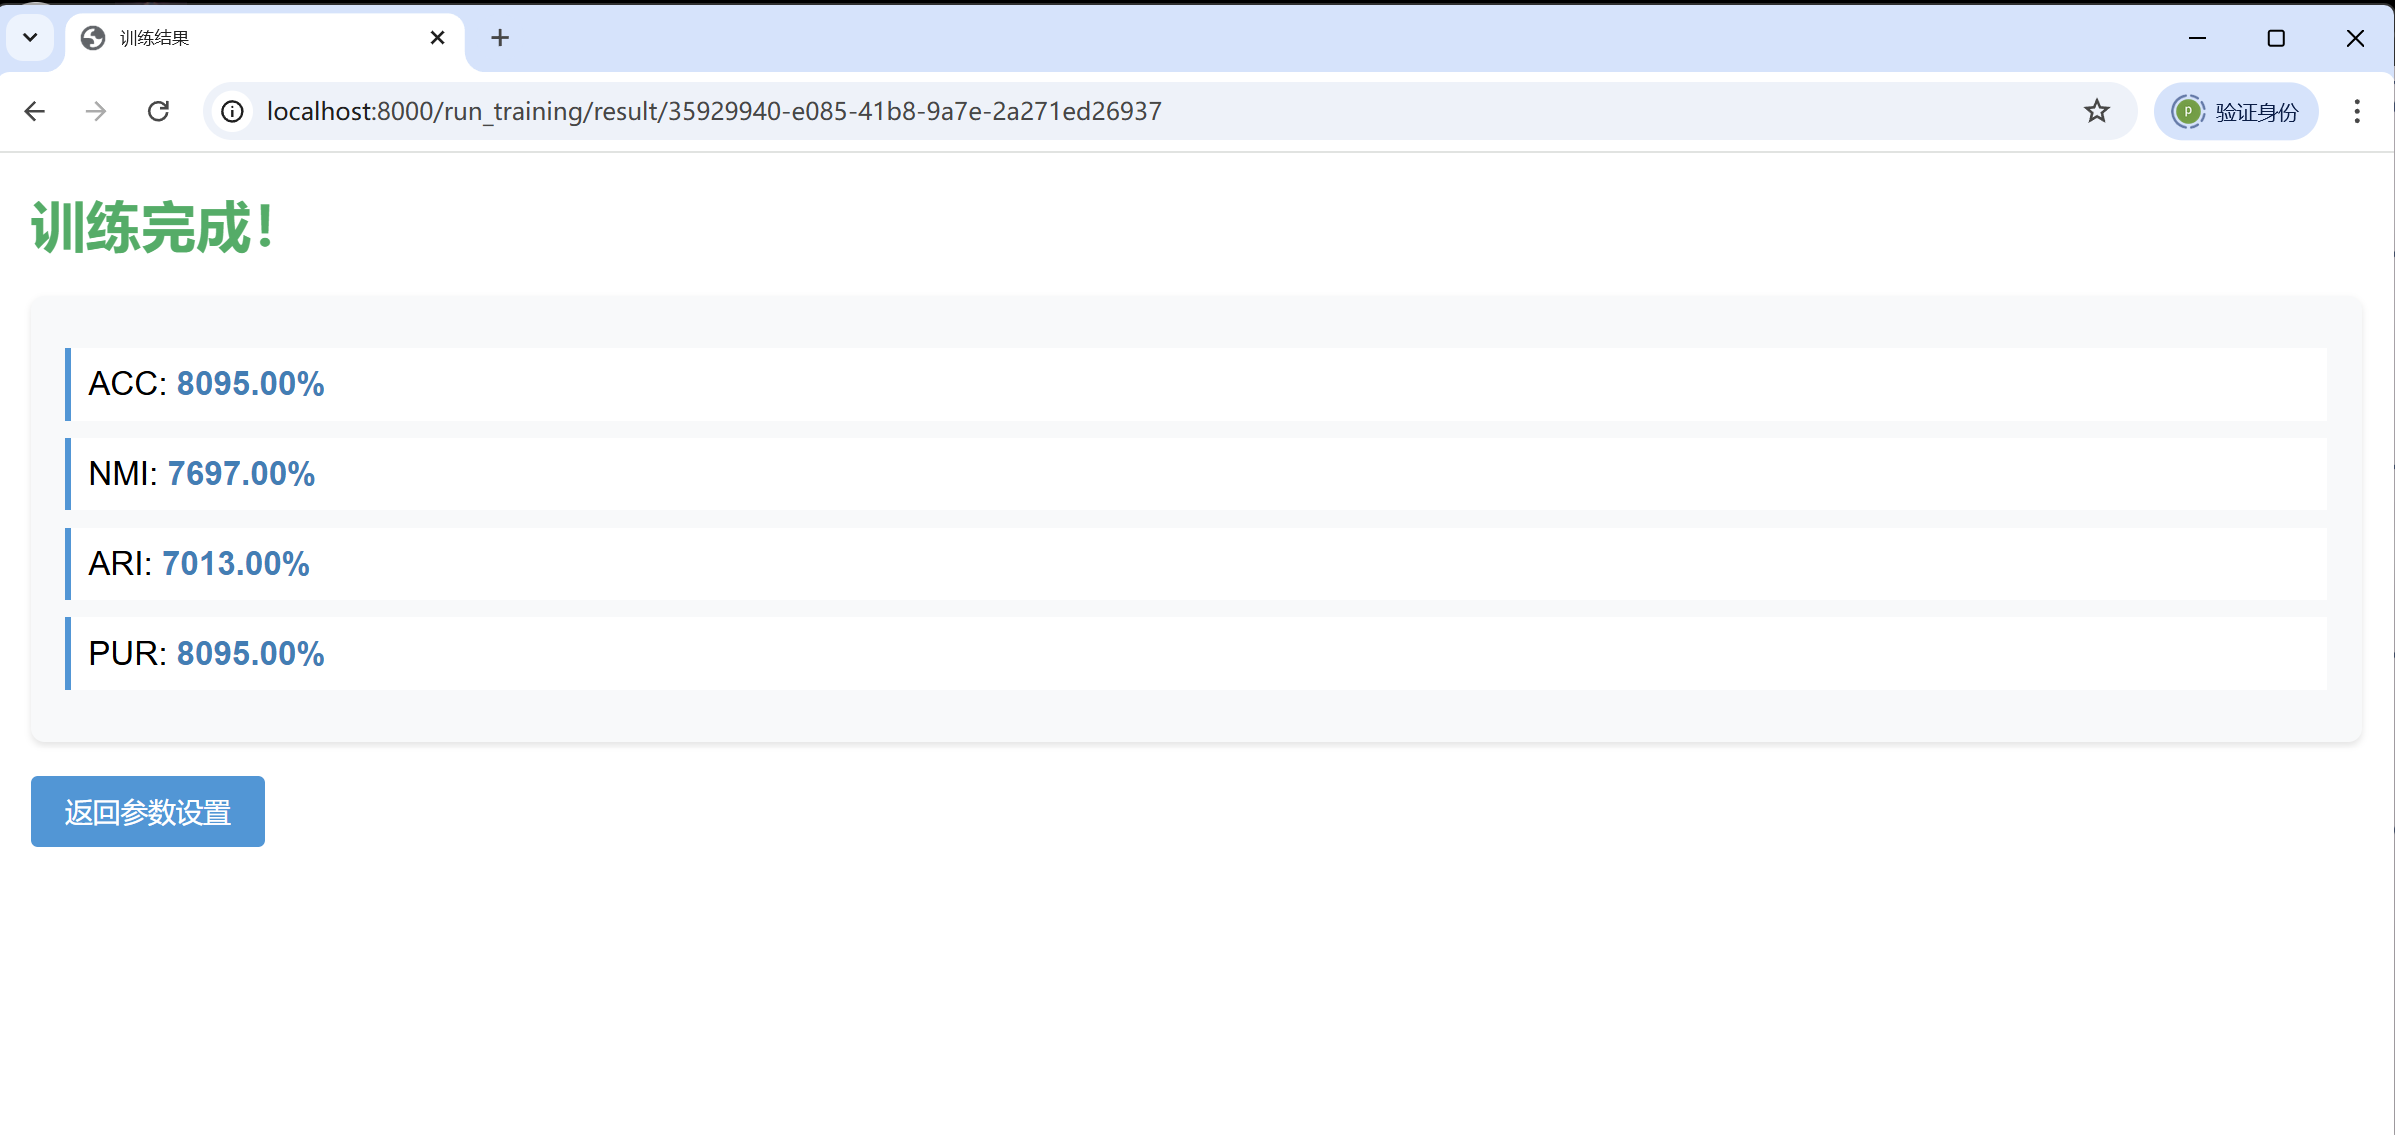 训练结果
localhost:8000/run_training/result/35929940-e085-41b8-9a7e-2a271ed26937
P 验证身份
训练完成！
ACC: 8095.00%
NMI: 7697.00%
ARI: 7013.00%
PUR: 8095.00%
返回参数设置